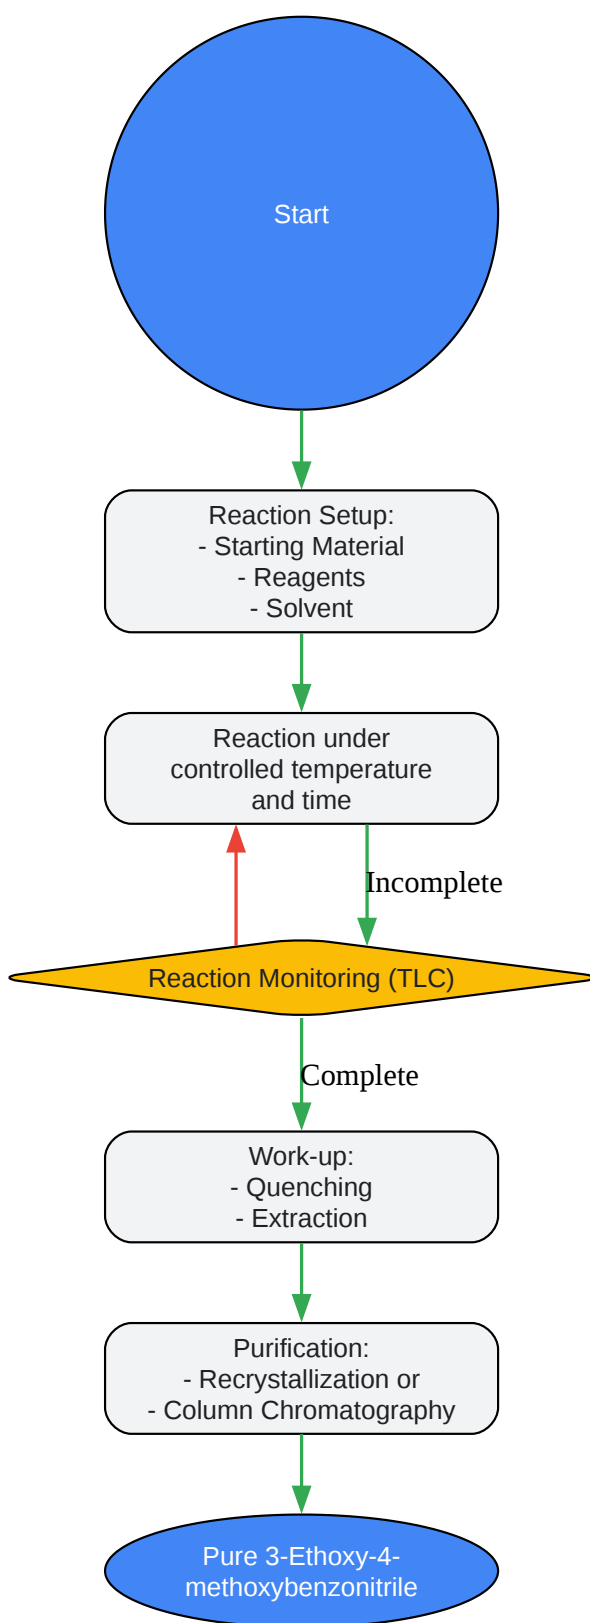 Start
Reaction Setup:
- Starting Material
- Reagents
- Solvent
Reaction under
controlled temperature
and time
Incomplete
Reaction Monitoring (TLC)
Complete
Work-up:
- Quenching
- Extraction
Purification:
- Recrystallization or
- Column Chromatography
Pure 3-Ethoxy-4-
methoxybenzonitrile